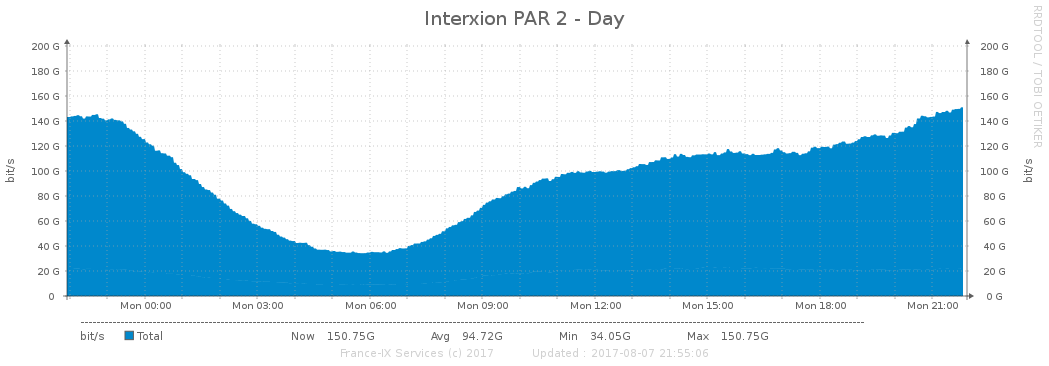 Interxion PAR 2 - Day
RRDTOOL / TOBI OETIKER
bit/s
200 G
180 G
160 G
140 G
120 G
100 G
80 G
60 G
40 G
20 G
0
200 G
180 G
160 G
140 G
120 G
100 G
80 G
60 G
40 G
20 G
0 G
bit/s
Mon 00:00 Mon 03:00 Mon 06:00 Mon 09:00 Mon 12:00 Mon 15:00 Mon 18:00 Mon 21:00
bit/s Total Now 150.75G Avg 94.72G Min 34.05G Max 150.75G
France-IX Services (c) 2017 Updated : 2017-08-07 21:55:06